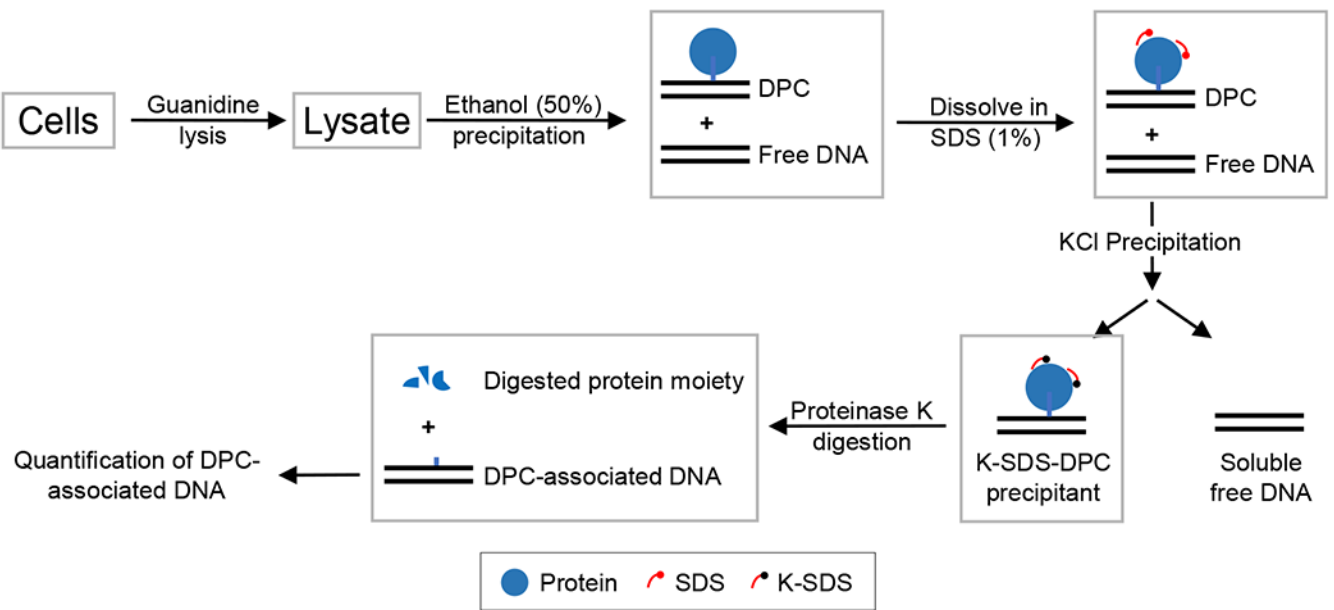 Cells
Guanidine
lysis
Lysate
Ethanol (50%)
precipitation
DPC
+
Free DNA
Dissolve in
SDS (1%)
DPC
+
Free DNA
KCl Precipitation
K-SDS-DPC
precipitant
Soluble
free DNA
Proteinase K
digestion
Digested protein moiety
+
DPC-associated DNA
Quantification of DPC-
associated DNA
Protein
SDS
K-SDS